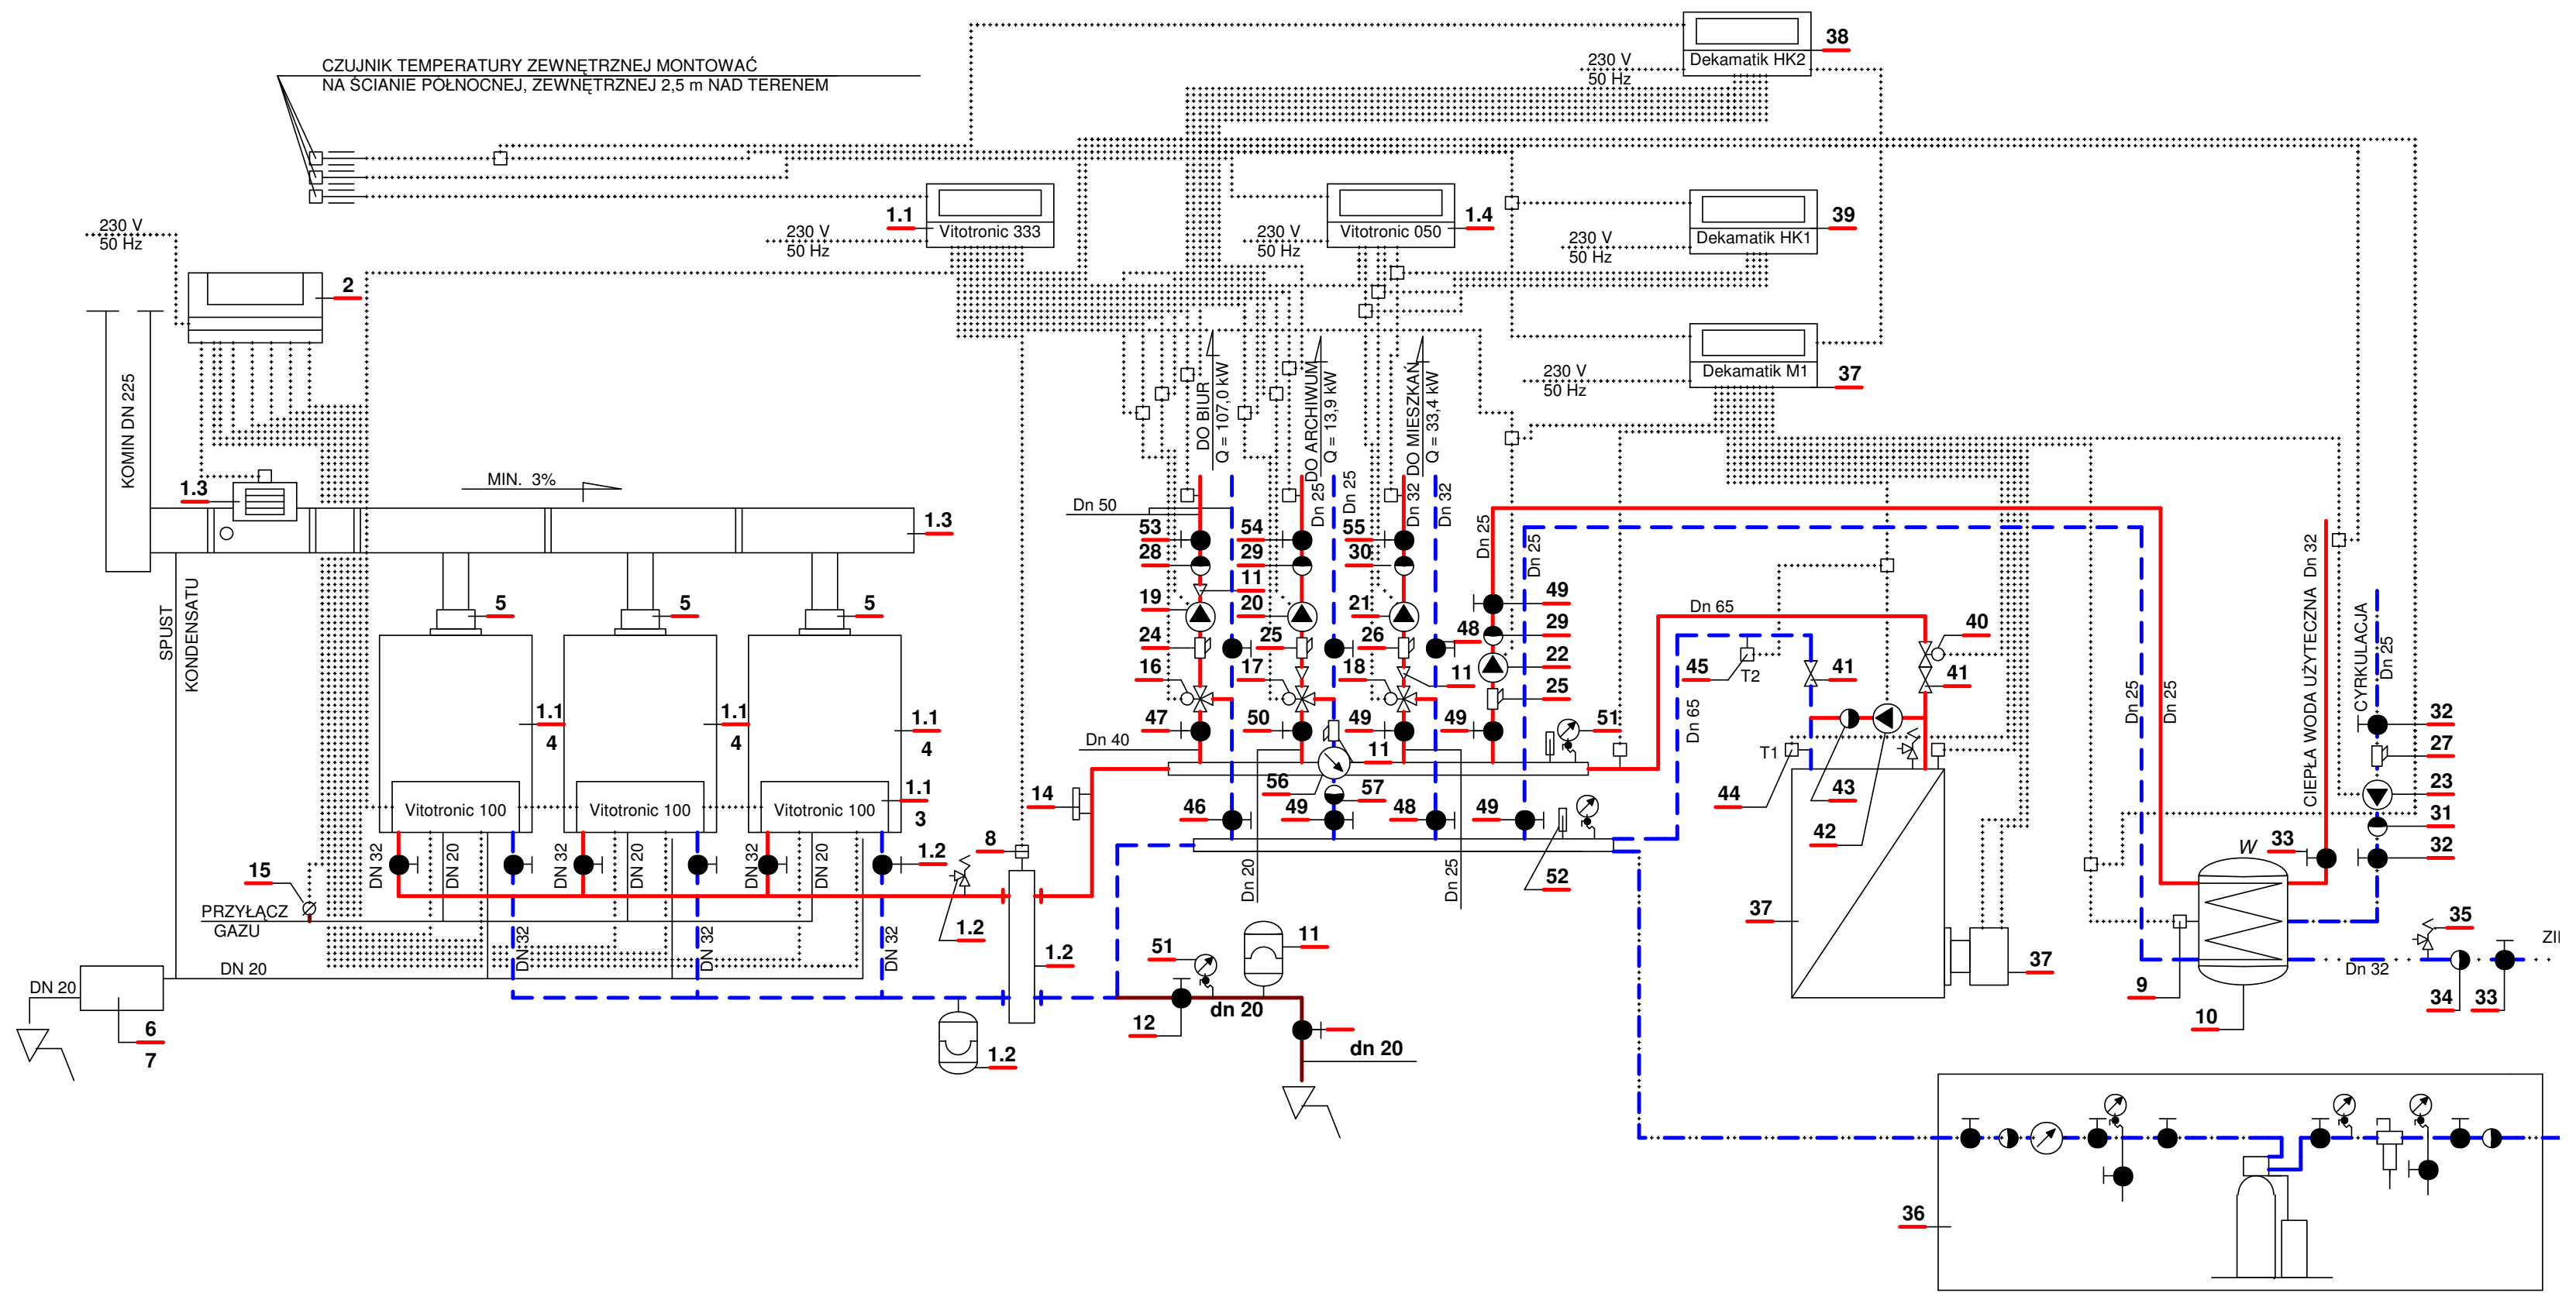 38
Dekamatik HK2
230 V
50 Hz
CZUJNIK TEMPERATURY ZEWNĘTRZNEJ MONTOWAĆ
NA ŚCIANIE PÓŁNOCNEJ, ZEWNĘTRZNEJ 2,5 m NAD TERENEM
1.1
Vitotronic 333
230 V
50 Hz
1.4
Vitotronic 050
230 V
50 Hz
39
Dekamatik HK1
230 V
50 Hz
230 V
50 Hz
2
Dekamatik M1
37
230 V
50 Hz
KOMIN DN 225
1.3
MIN. 3%
1.3
SPUST
KONDENSATU
5
5
5
1.1
4
1.1
4
1.1
4
Vitotronic 100
Vitotronic 100
Vitotronic 100
1.1
3
DN 32
DN 20
DN 32
DN 20
DN 32
DN 20
1.2
15
PRZYŁĄCZ
GAZU
DN 32
DN 32
DN 32
DN 20
DN 20
6
7
8
1.2
1.2
1.2
14
DO BIUR
Q = 107,0 kW
DO ARCHIWUM
Q = 13,9 kW
DO MIESZKAŃ
Q = 33,4 kW
Dn 50
Dn 25
Dn 25
Dn 32
Dn 32
Dn 25
Dn 25
53
54
55
28
29
30
11
49
19
20
21
29
24
25
26
48
22
16
17
18
11
25
47
50
49
49
51
Dn 40
11
56
57
46
49
48
49
Dn 20
Dn 25
52
51
11
12
dn 20
dn 20
Dn 65
Dn 65
40
45
T2
41
41
T1
44
43
42
37
37
Dn 25
Dn 25
CIEPŁA WODA UŻYTECZNA Dn 32
CYRKULACJA
Dn 25
32
27
23
31
32
33
W
35
ZI
Dn 32
34
33
9
10
36